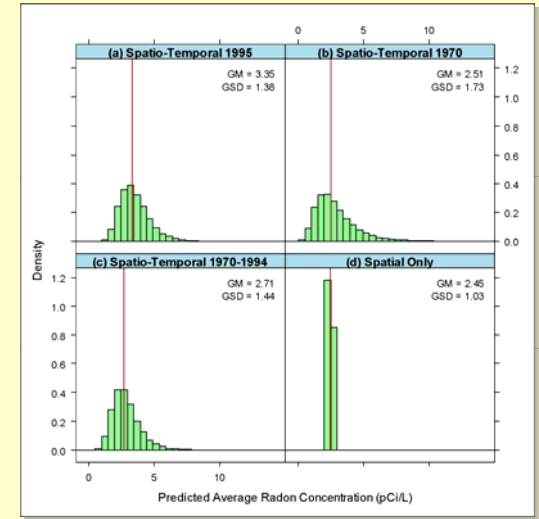 0 5 10
(a) Spatio-Temporal 1995
(b) Spatio-Temporal 1970
GM = 3.35
GSD = 1.38
GM = 2.51
GSD = 1.73
1.2
1.0
0.8
0.6
0.4
0.2
0.0
(c) Spatio-Temporal 1970-1994
(d) Spatial Only
GM = 2.71
GSD = 1.44
GM = 2.45
GSD = 1.03
Density
1.2
1.0
0.8
0.6
0.4
0.2
0.0
0 5 10
0 5 10
Predicted Average Radon Concentration (pCi/L)